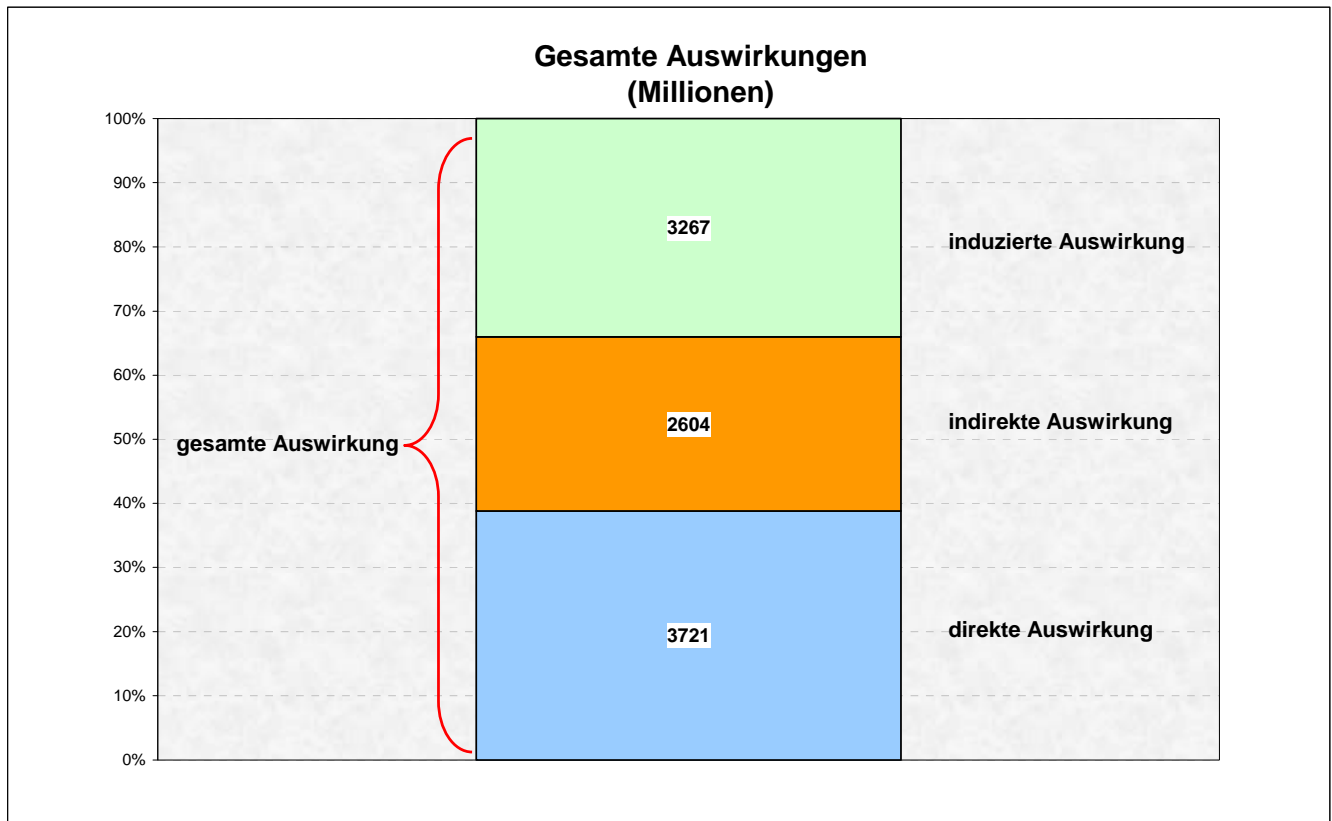 Gesamte Auswirkungen
(Millionen)
100%
90%
80%
70%
60%
50%
40%
30%
20%
10%
0%
gesamte Auswirkung
3267
2604
3721
induzierte Auswirkung
indirekte Auswirkung
direkte Auswirkung